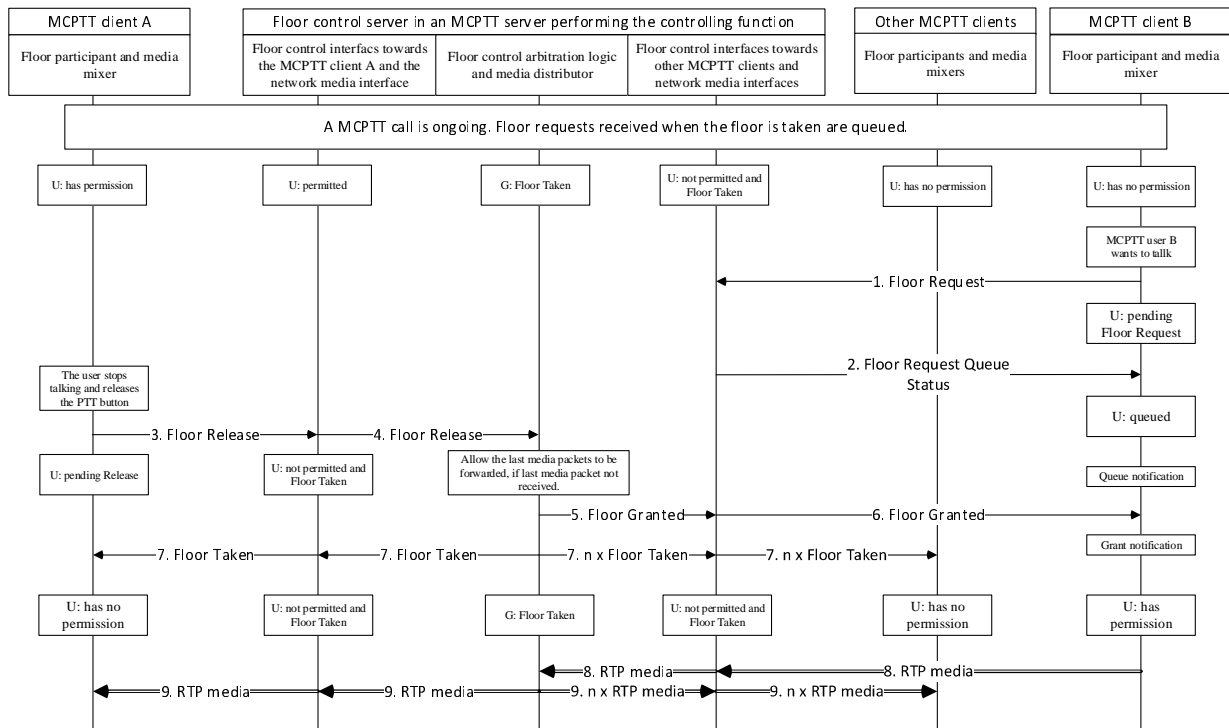 MCPTT client A
Floor control server in an MCPTT server performing the controlling function
Other MCPTT clients
MCPTT client B
Floor participant and media
mixer
Floor control interfacs towards
the MCPTT client A and the
network media interface
Floor control arbitration logic
and media distributor
Floor control interfaces towards
other MCPTT clients and
network media interfaces
Floor participants and media
mixers
Floor participant and media
mixer
A MCPTT call is ongoing. Floor requests received when the floor is taken are queued.
U: has permission
U: permitted
G: Floor Taken
U: not permitted and
Floor Taken
U: has no permission
U: has no permission
MCPTT user B
wants to tallk
1. Floor Request
U: pending
Floor Request
2. Floor Request Queue
Status
The user stops
talking and releases
the PTT button
U: queued
3. Floor Release
4. Floor Release
U: pending Release
U: not permitted and
Floor Taken
Allow the last media packets to be
forwarded, if last media packet not
received.
Queue notification
5. Floor Granted
6. Floor Granted
7. Floor Taken
7. Floor Taken
7. n x Floor Taken
7. n x Floor Taken
Grant notification
U: has no
permission
U: not permitted and
Floor Taken
G: Floor Taken
U: not permitted and
Floor Taken
U: has no
permission
U: has
permission
8. RTP media
8. RTP media
9. RTP media
9. RTP media
9. n x RTP media
9. n x RTP media